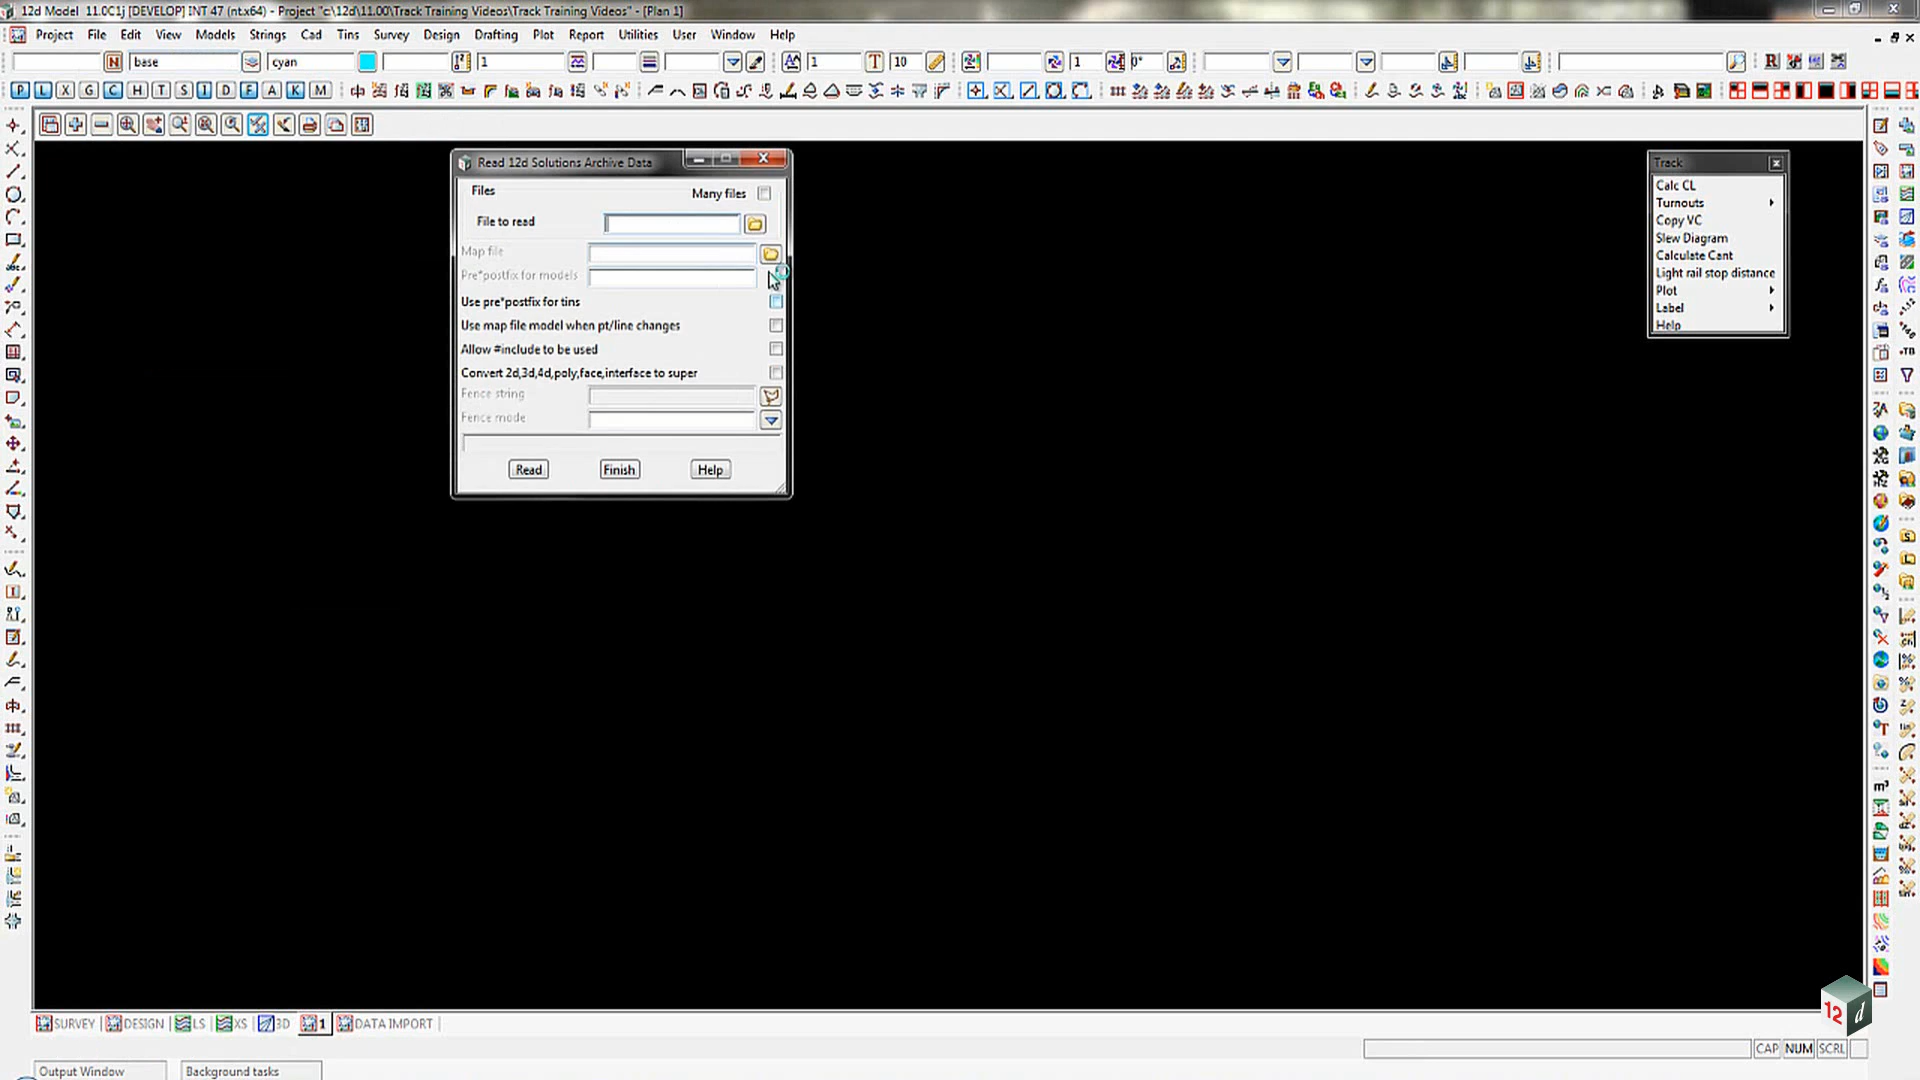 12d Model 11.0C1j [DEVELOP] INT 47 (nt.x64) - Project "c:\12d\11.00\Track Training Videos\Track Training Videos" - [Plan 1]
Project File Edit View Models Strings Cad Tins Survey Design Drafting Plot Report Utilities User Window Help
N base cyan 1 1 T 10 1 0° R
P L X G C H T S I D F A K M
Read 12d Solutions Archive Data
Files Many files
File to read
Map file
Pre*postfix for models
Use pre*postfix for tins
Use map file model when pt/line changes
Allow #include to be used
Convert 2d,3d,4d,poly,face,interface to super
Fence string
Fence mode
Read Finish Help
Track
Calc CL
Turnouts
Copy VC
Slew Diagram
Calculate Cant
Light rail stop distance
Plot
Label
Help
12 d
SURVEY DESIGN LS XS 3D 1 DATA IMPORT
CAP NUM SCRL
Output Window Background tasks